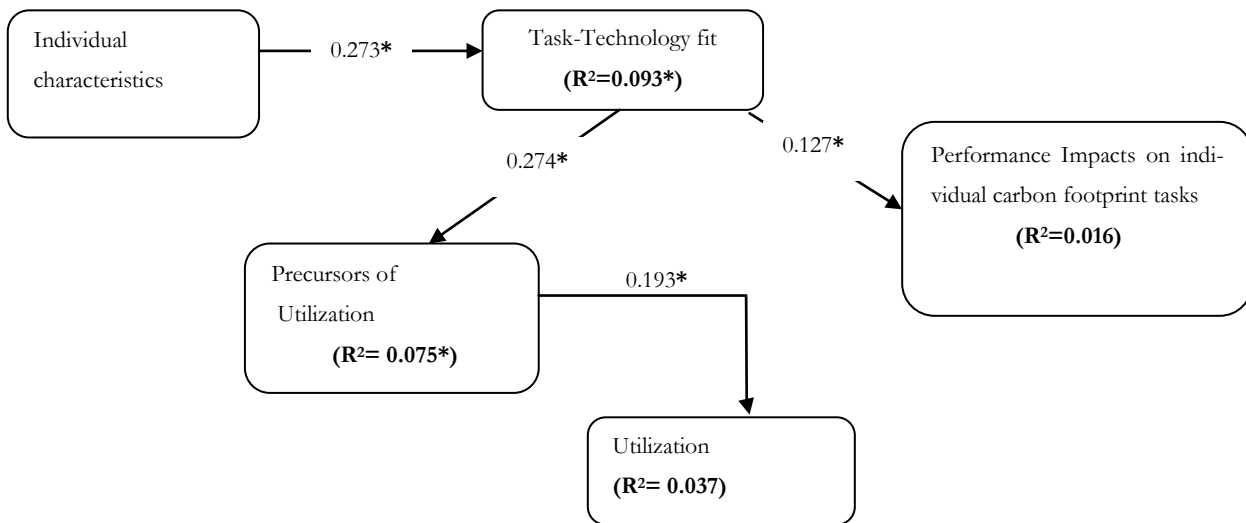 Individual
characteristics
0.273*
Task-Technology fit
(R²=0.093*)
0.274*
0.127*
Performance Impacts on indi-
vidual carbon footprint tasks
(R²=0.016)
Precursors of
Utilization
(R²= 0.075*)
0.193*
Utilization
(R²= 0.037)